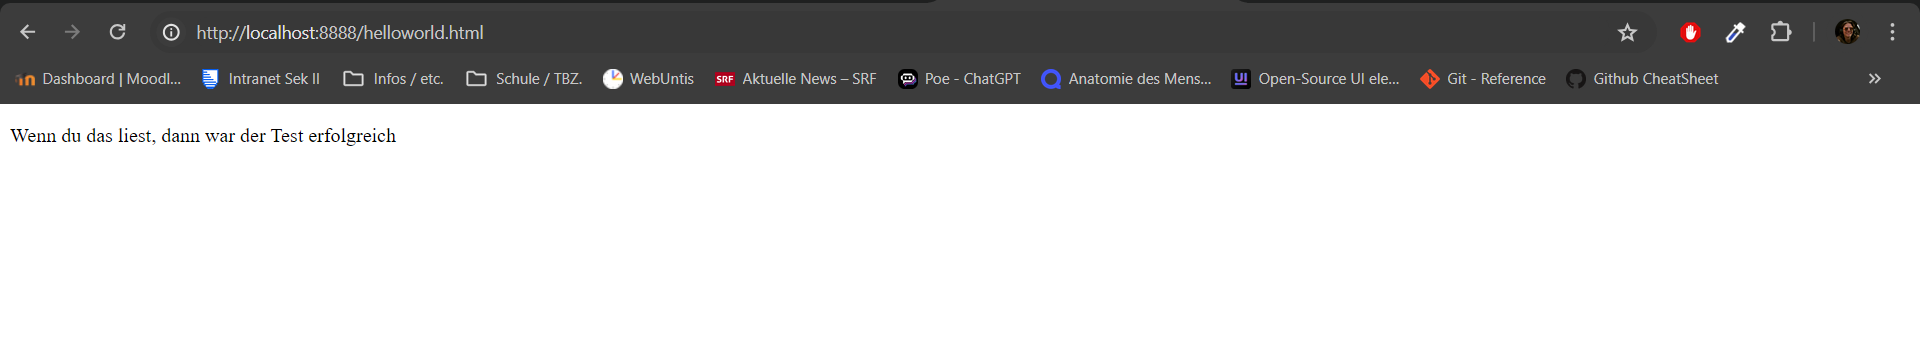 http://localhost:8888/helloworld.html
Dashboard | Moodl... Intranet Sek II Infos / etc. Schule / TBZ. WebUntis SRF Aktuelle News – SRF Poe - ChatGPT Anatomie des Mens... UI Open-Source UI ele... Git - Reference Github CheatSheet
Wenn du das liest, dann war der Test erfolgreich